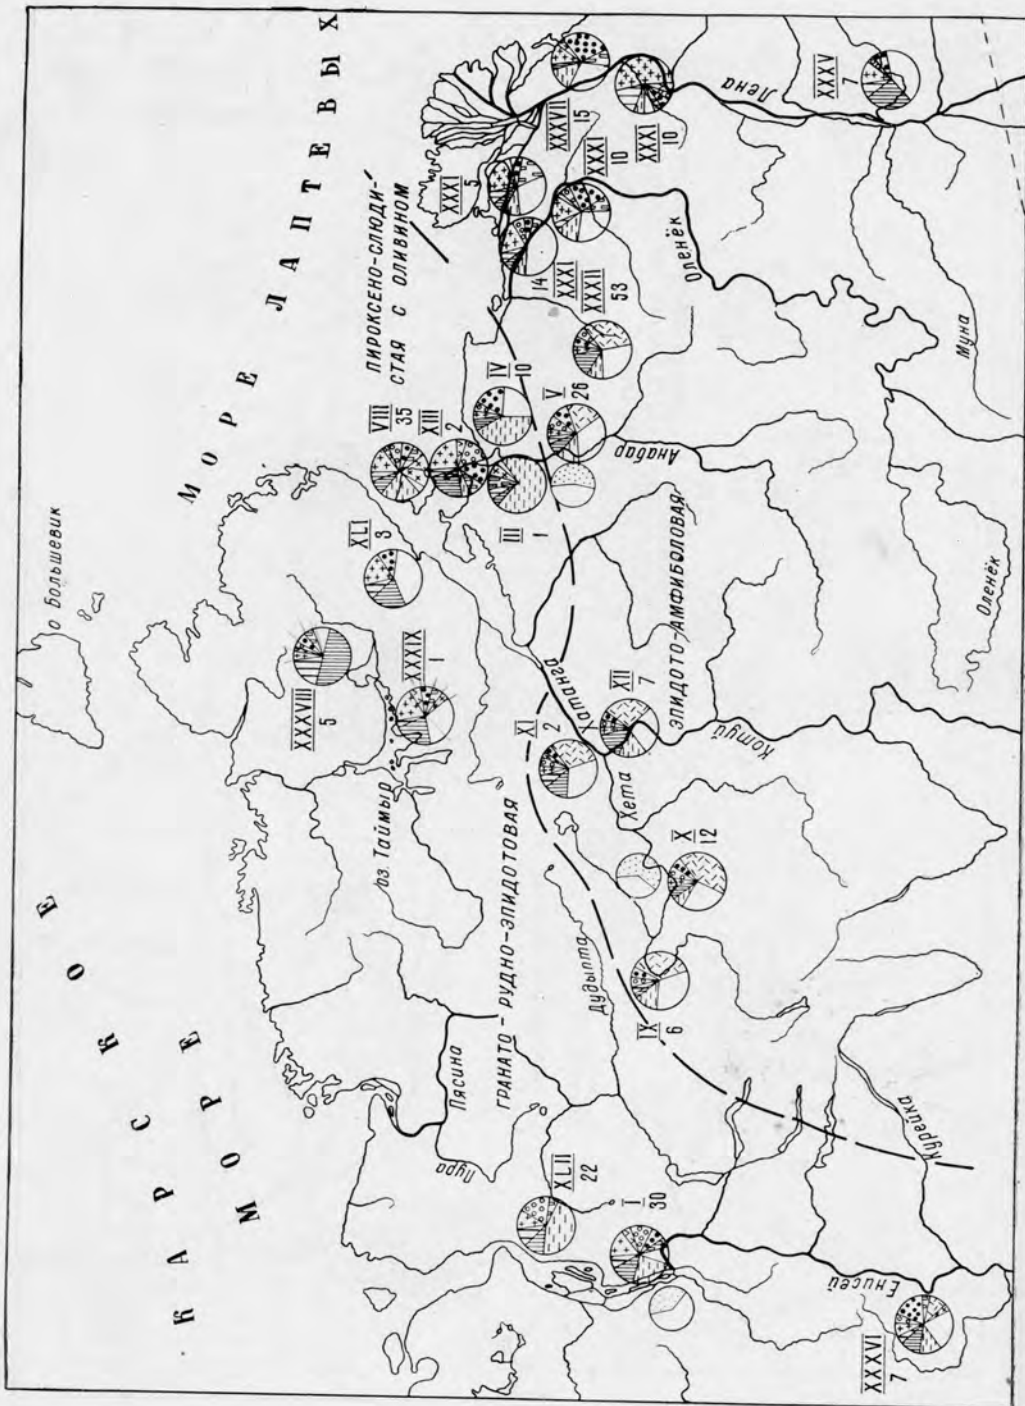 КАРСКОЕ
МОРЕ
МОРЕ ЛАПТЕВЫХ
о Большевик
XXXVIII
5
XLI
3
XXXIX
1
оз. Таймыр
VIII
35
XIII
2
ПИРОКСЕНО-СЛЮДИ-
СТАЯ С ОЛИВИНОМ
IV
10
III
1
V
26
XXXI
5
XXXVII
15
XXXI
10
XXXI
10
14
XXXI
XXXII
53
XXXV
7
Лена
Оленёк
Муна
Оленёк
Анабар
ЭПИДОТО-АМФИБОЛОВАЯ
Хатанга
XI
2
XII
7
Хета
Котуй
X
12
IX
6
ГРАНАТО-РУДНО-ЭПИДОТОВАЯ
Дудыпта
Пясина
Пура
XLII
22
I
30
Курейка
Енисей
XXXVI
7